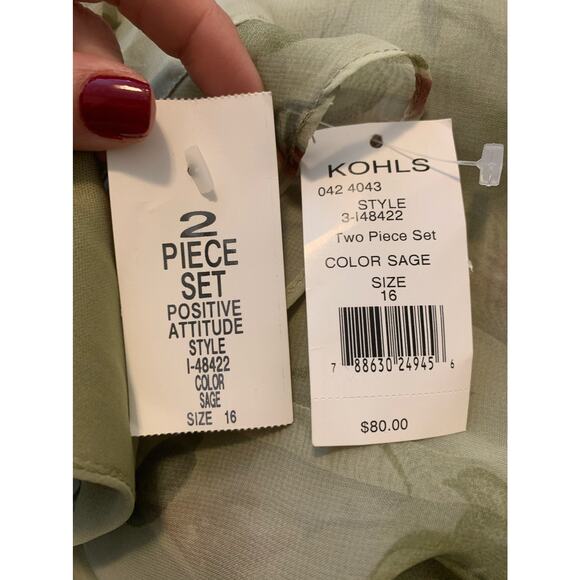 2
PIECE
SET
POSITIVE
ATTITUDE
STYLE
I-48422
COLOR
SAGE
SIZE 16
KOHLS
042 4043
STYLE
3-I48422
Two Piece Set
COLOR SAGE
SIZE
16
7 88630 24945 6
$80.00